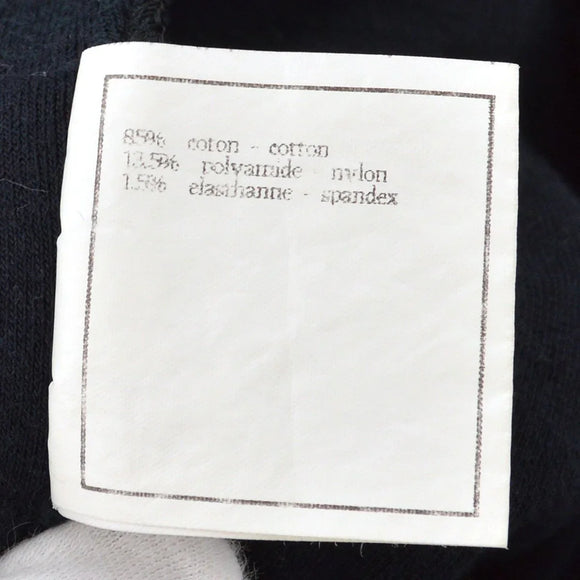 85% coton - cotton
13.5% polyamide - nylon
1.5% elasthanne - spandex